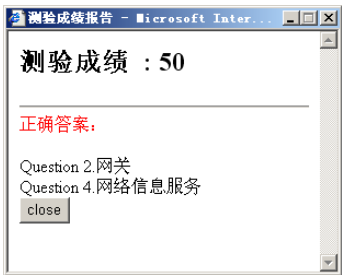 测验成绩报告 - Microsoft Inter...
测验成绩 : 50
正确答案:
Question 2.网关
Question 4.网络信息服务
close